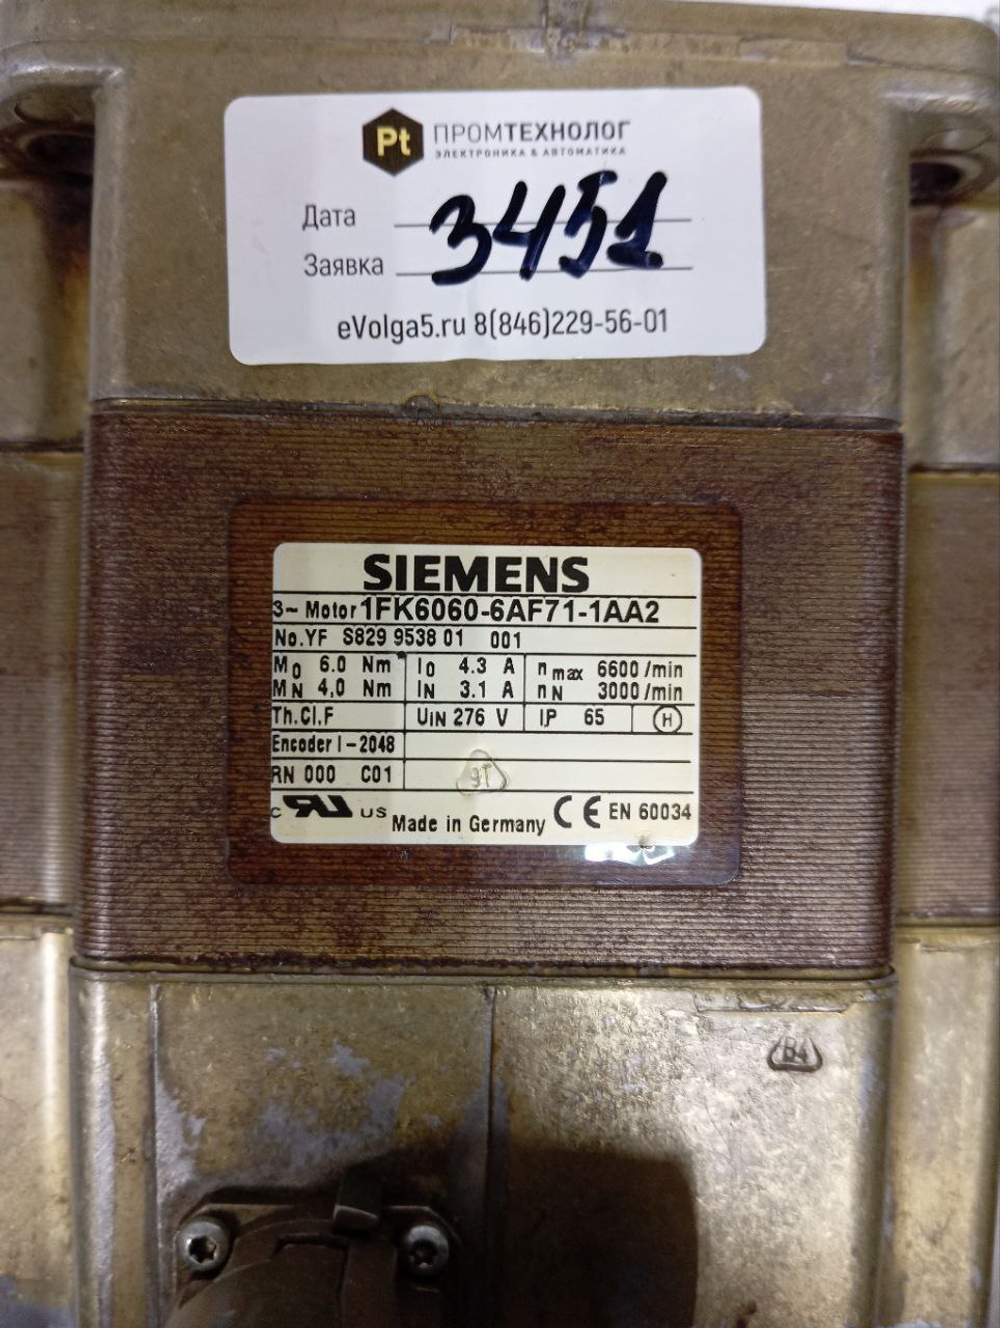 Pt ПРОМТЕХНОЛОГ
ЭЛЕКТРОНИКА & АВТОМАТИКА
Дата
3451
Заявка
eVolga5.ru 8(846)229-56-01
SIEMENS
3~ Motor 1FK6060-6AF71-1AA2
No.YF S829 9538 01 001
M0 6.0 Nm I0 4.3 A nmax 6600 /min
MN 4,0 Nm IN 3.1 A nN 3000 /min
Th.Cl.F UIN 276 V IP 65 H
Encoder I-2048
RN 000 C01 9T
c RU US Made in Germany CE EN 60034
B4